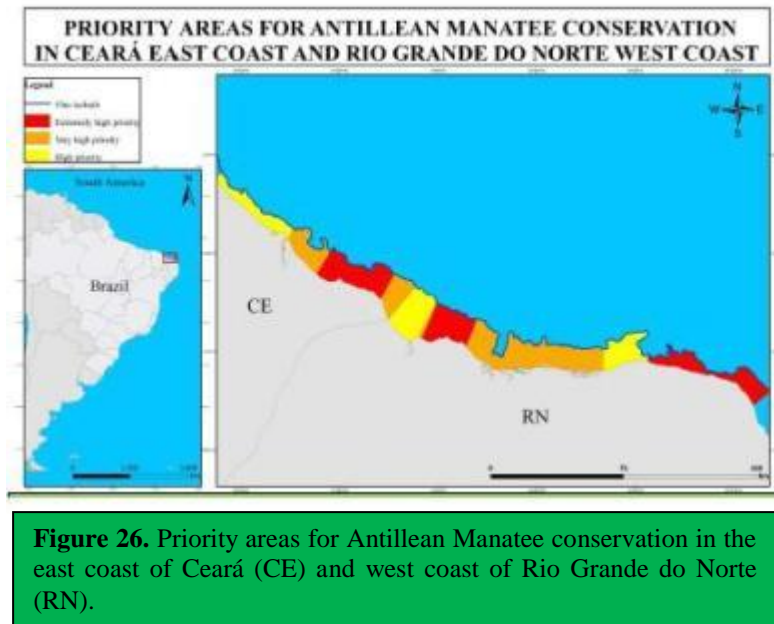 PRIORITY AREAS FOR ANTILLEAN MANATEE CONSERVATION
IN CEARÁ EAST COAST AND RIO GRANDE DO NORTE WEST COAST
Legend
Extremely high priority
Very high priority
High priority
South America
N
Brazil
N
W E
S
CE
RN
Figure 26. Priority areas for Antillean Manatee conservation in the
east coast of Ceará (CE) and west coast of Rio Grande do Norte
(RN).